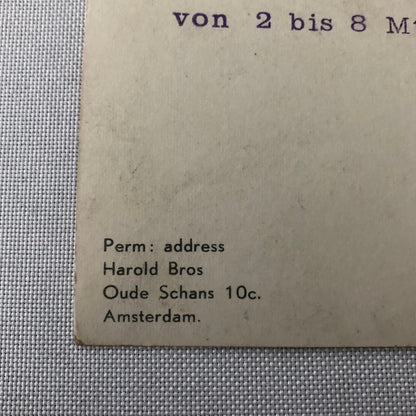 von 2 bis 8
Perm: address
Harold Bros
Oude Schans 10c.
Amsterdam.